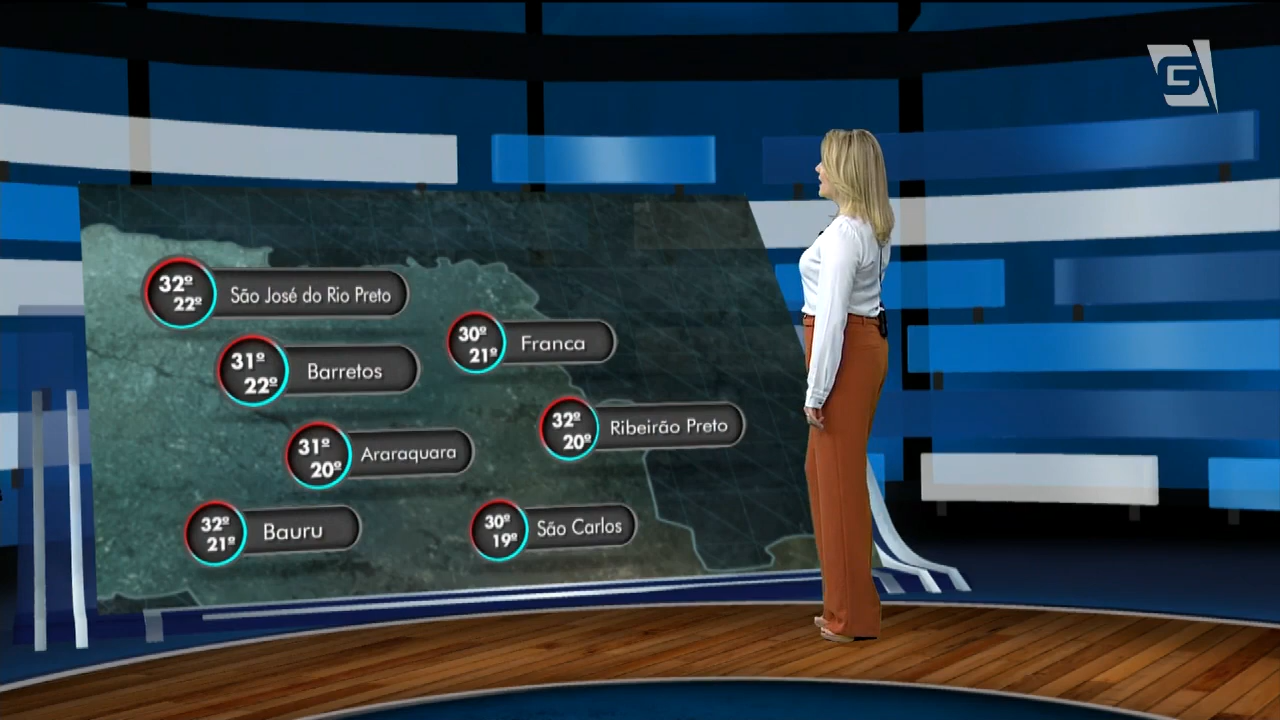 G
32º
22º
São José do Rio Preto
30º
21º
Franca
31º
22º
Barretos
32º
20º
Ribeirão Preto
31º
20º
Araraquara
32º
21º
Bauru
30º
19º
São Carlos